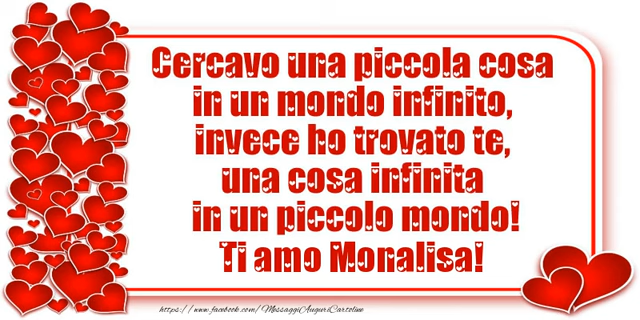 Cercavo una piccola cosa
in un mondo infinito,
invece ho trovato te,
una cosa infinita
in un piccolo mondo!
Ti amo Monalisa!
https://www.facebook.com/MessaggiAuguriCartoline